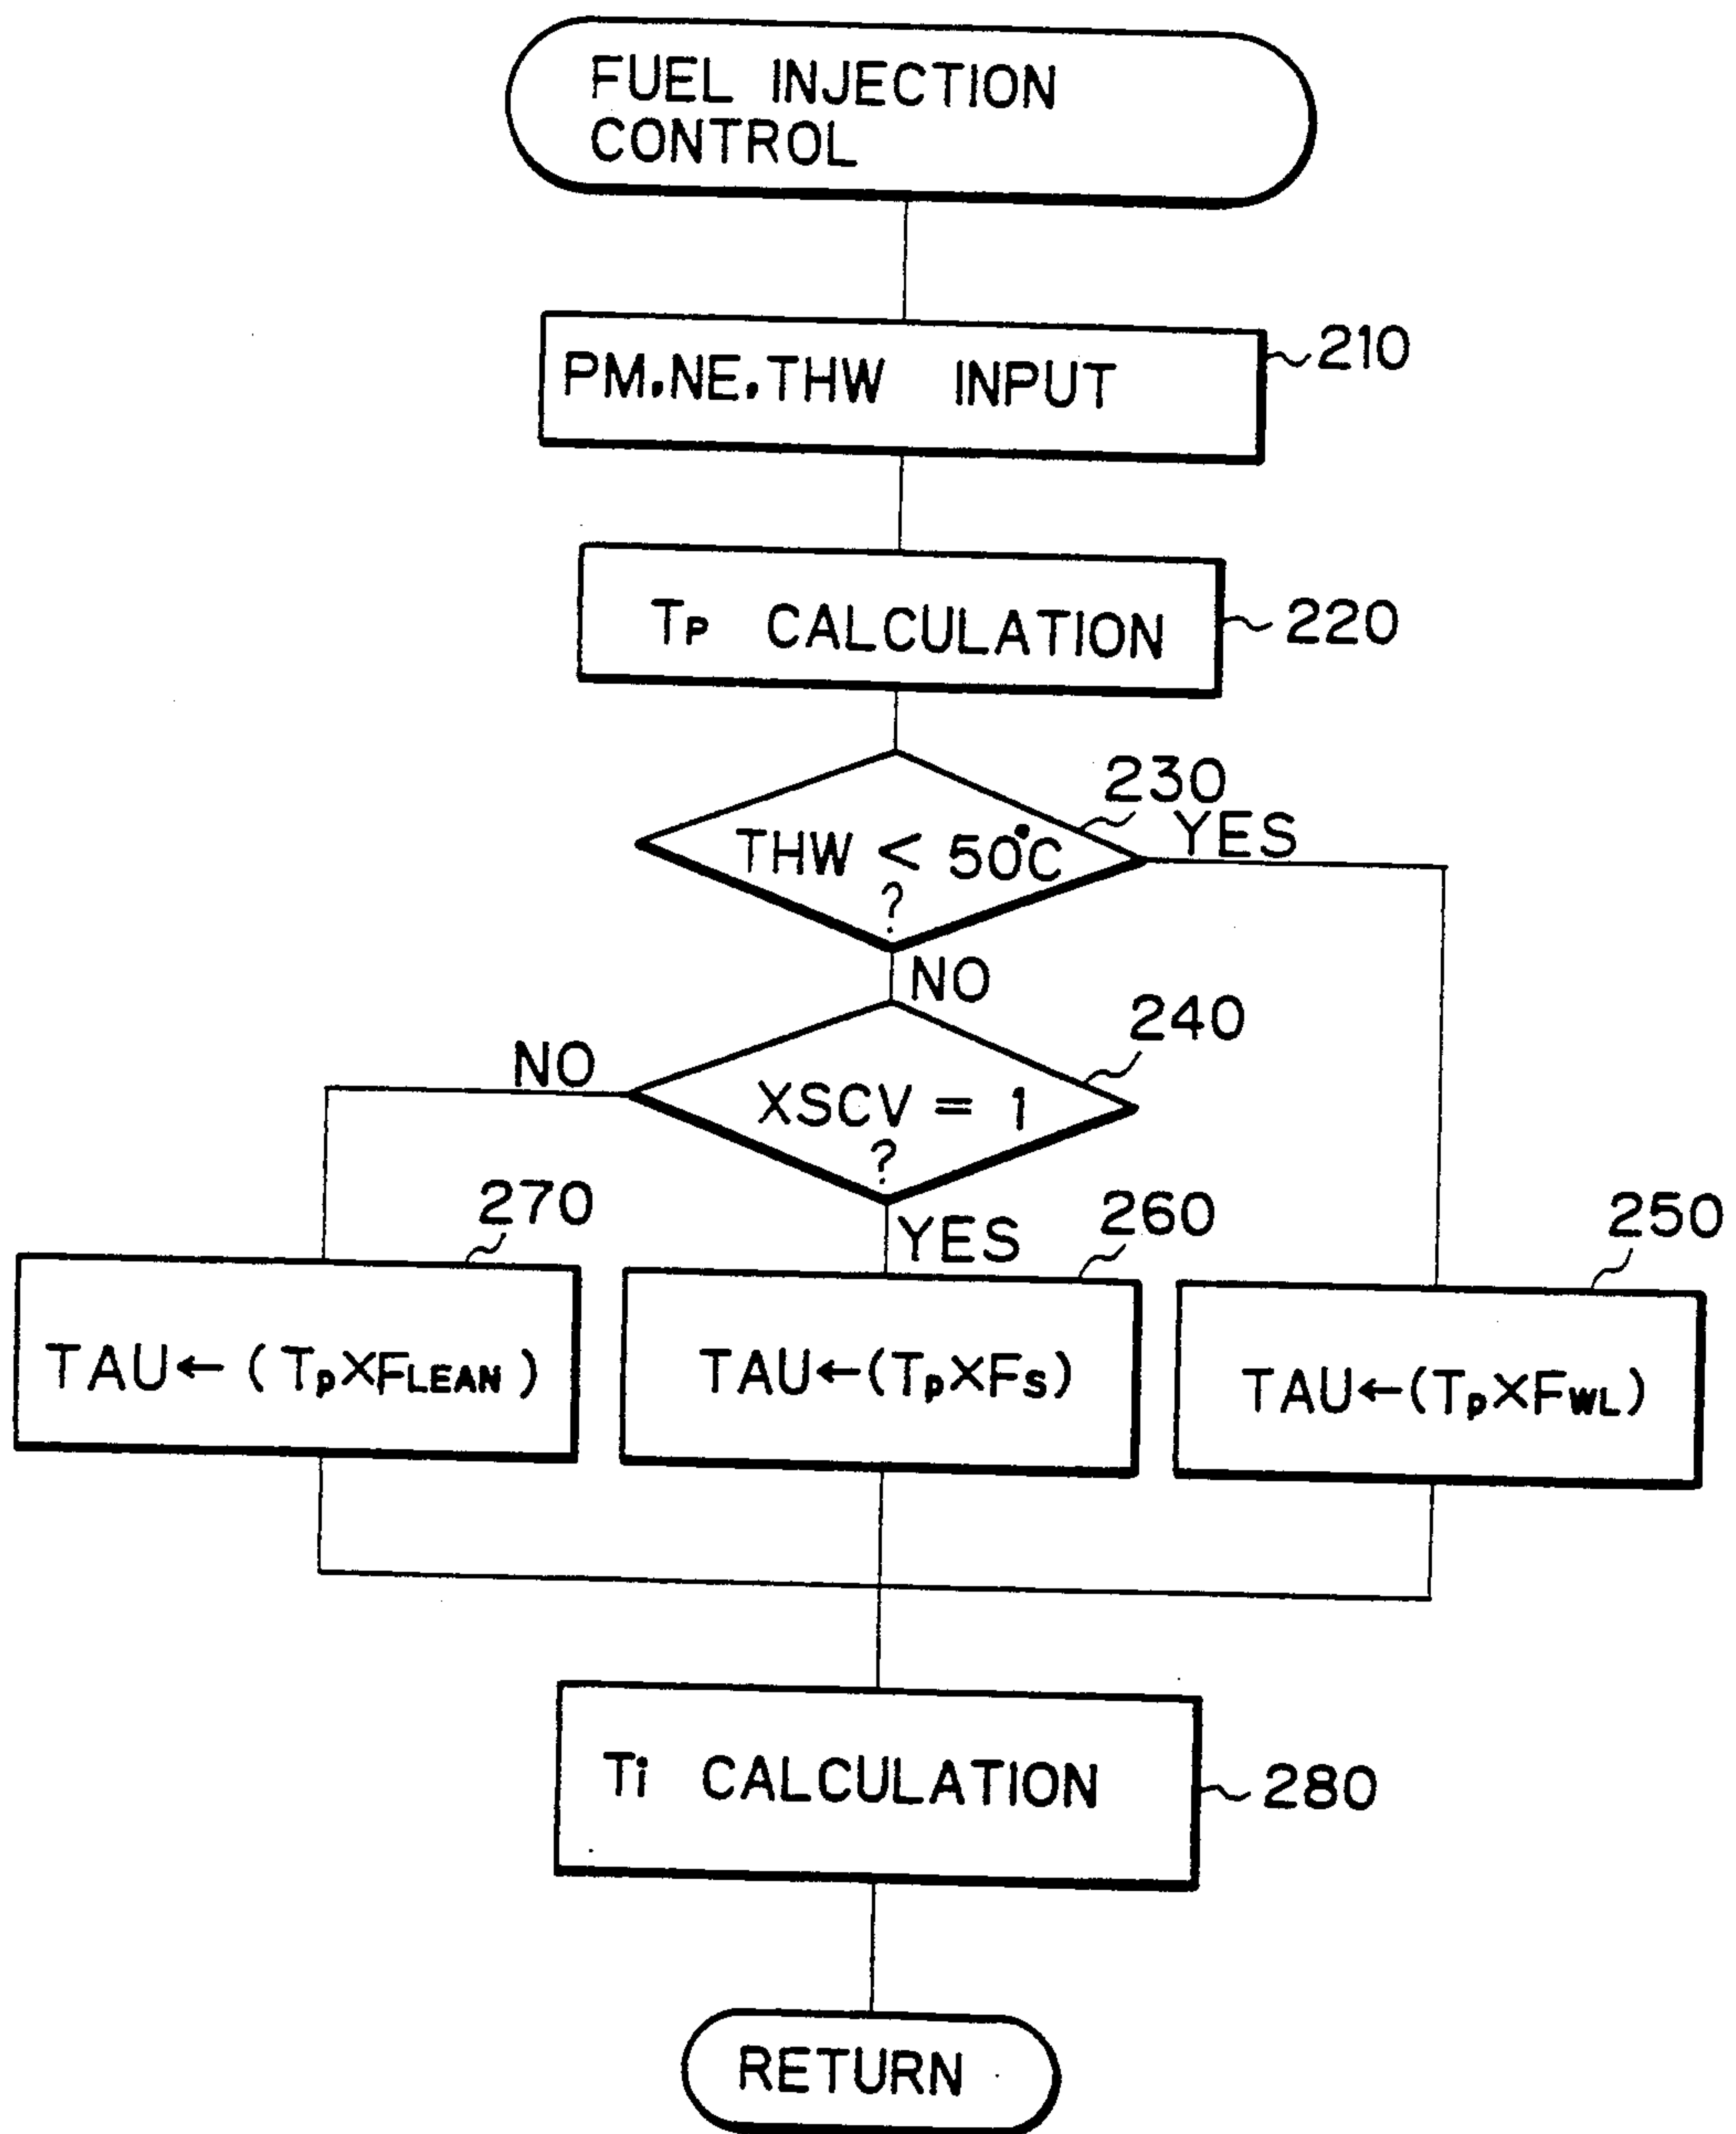 FUEL INJECTION
CONTROL
PM.NE.THW INPUT
210
TP CALCULATION
220
230
THW < 50°C
?
YES
NO
240
NO
XSCV = 1
?
YES
270
260
250
TAU←(TP×FLEAN)
TAU←(TP×FS)
TAU←(TP×FWL)
Ti CALCULATION
280
RETURN